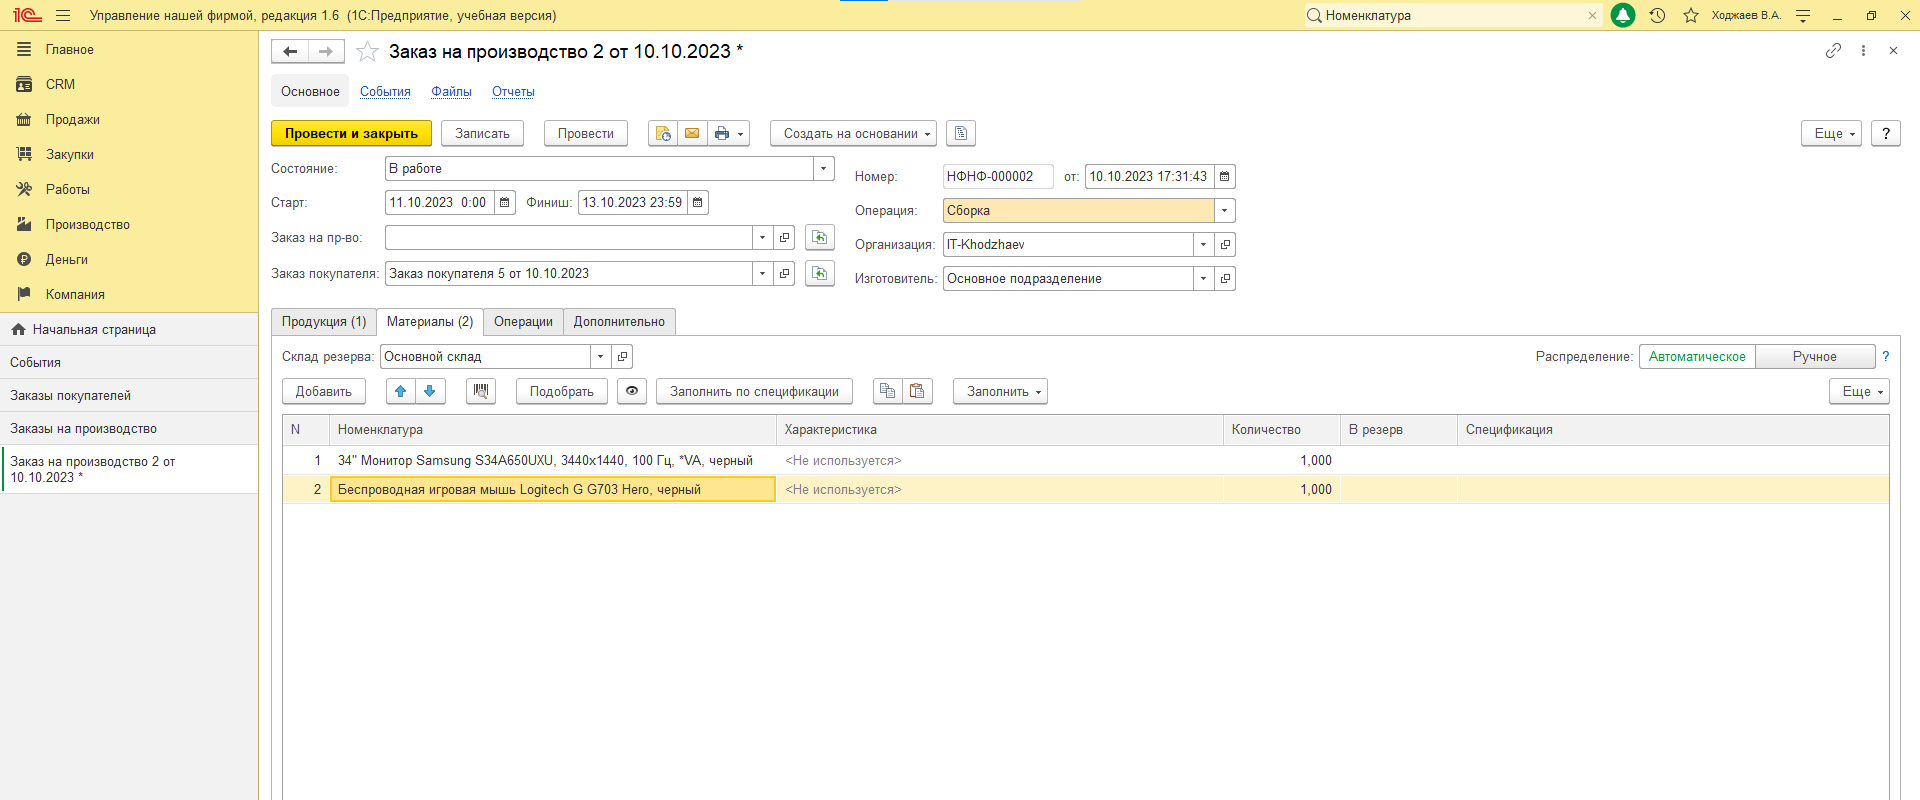 1С Управление нашей фирмой, редакция 1.6 (1С:Предприятие, учебная версия) Номенклатура Ходжаев В.А.
Главное
CRM
Продажи
Закупки
Работы
Производство
Деньги
Компания
Начальная страница
События
Заказы покупателей
Заказы на производство
Заказ на производство 2 от
10.10.2023 *
Заказ на производство 2 от 10.10.2023 *
Основное События Файлы Отчеты
Провести и закрыть Записать Провести Создать на основании Еще ?
Состояние: В работе
Номер: НФНФ-000002 от: 10.10.2023 17:31:43
Старт: 11.10.2023 0:00 Финиш: 13.10.2023 23:59
Операция: Сборка
Заказ на пр-во:
Организация: IT-Khodzhaev
Заказ покупателя: Заказ покупателя 5 от 10.10.2023
Изготовитель: Основное подразделение
Продукция (1) Материалы (2) Операции Дополнительно
Склад резерва: Основной склад Распределение: Автоматическое Ручное ?
Добавить Подобрать Заполнить по спецификации Заполнить Еще
N Номенклатура Характеристика Количество В резерв Спецификация
1 34" Монитор Samsung S34A650UXU, 3440x1440, 100 Гц, *VA, черный <Не используется> 1,000
2 Беспроводная игровая мышь Logitech G G703 Hero, черный <Не используется> 1,000